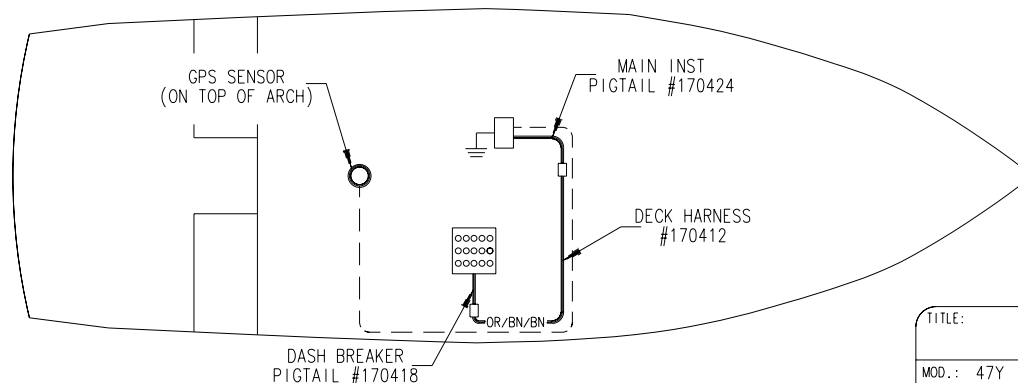 GPS SENSOR
(ON TOP OF ARCH)
MAIN INST
PIGTAIL #170424
DECK HARNESS
#170412
OR/BN/BN
DASH BREAKER
PIGTAIL #170418
TITLE:
MOD.: 47Y